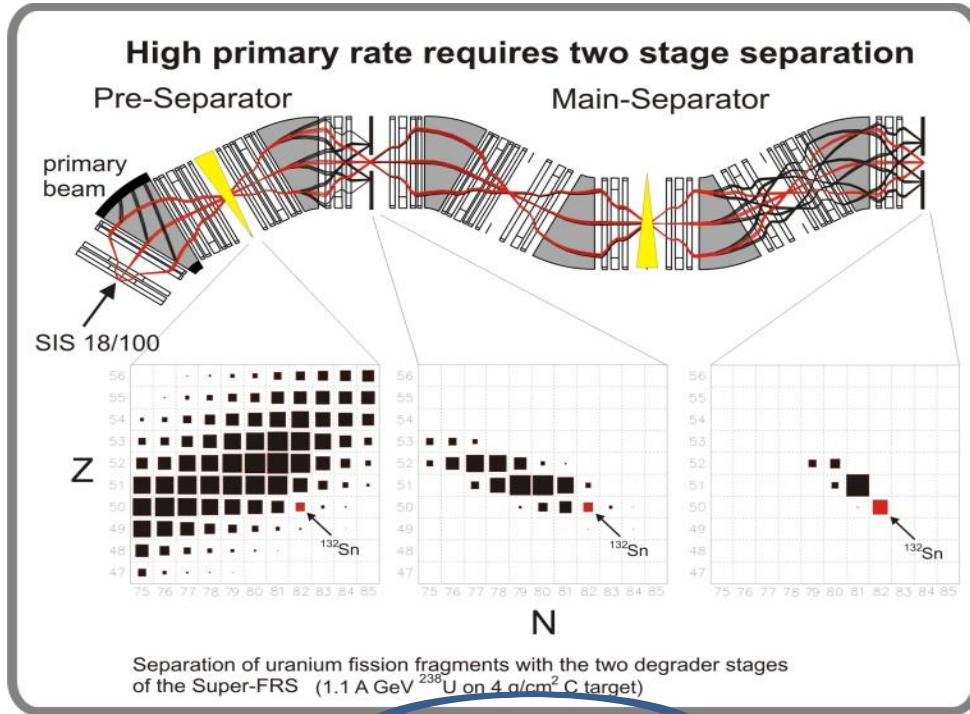 High primary rate requires two stage separation
Pre-Separator
Main-Separator
primary
beam
SIS 18/100
Z
56
55
54
53
52
51
50
49
48
47
75 76 77 78 79 80 81 82 83 84 85
¹³²Sn
56
55
54
53
52
51
50
49
48
47
75 76 77 78 79 80 81 82 83 84 85
¹³²Sn
56
55
54
53
52
51
50
49
48
47
75 76 77 78 79 80 81 82 83 84 85
¹³²Sn
N
Separation of uranium fission fragments with the two degrader stages
of the Super-FRS (1.1 A GeV ²³⁸U on 4 g/cm² C target)